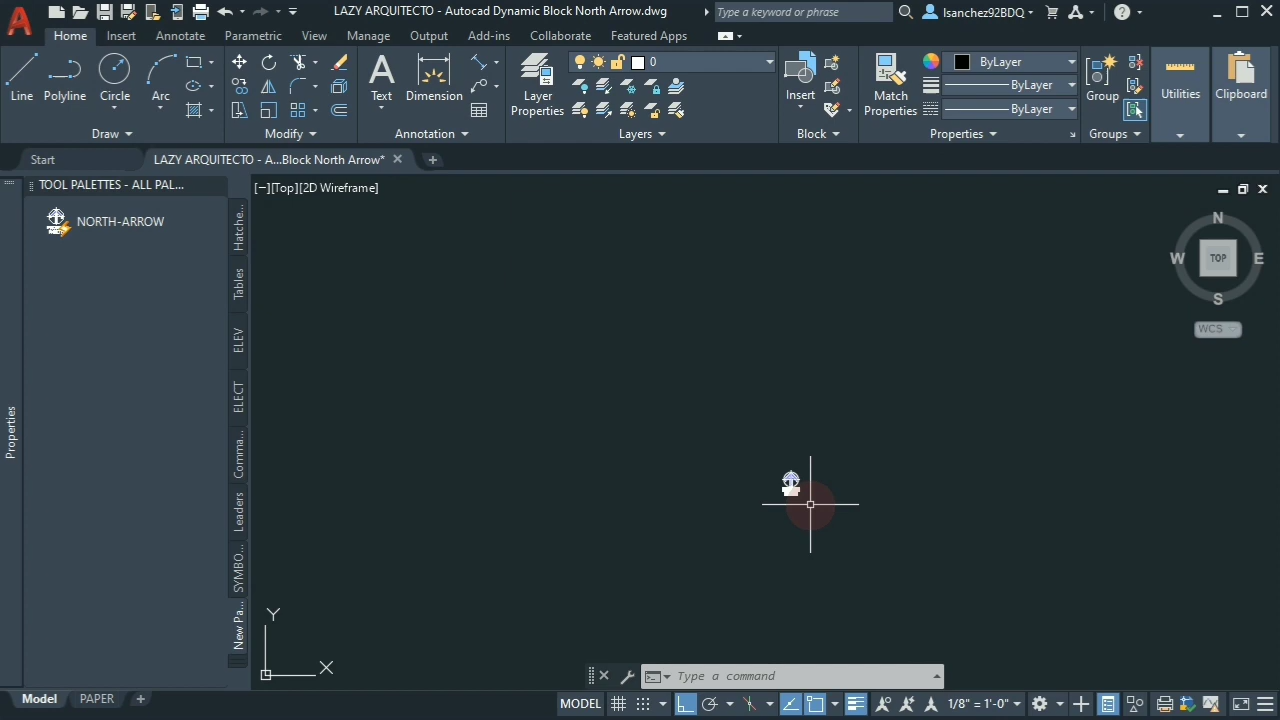 LAZY ARQUITECTO - Autocad Dynamic Block North Arrow.dwg
Type a keyword or phrase
lsanchez92BDQ
Home
Insert
Annotate
Parametric
View
Manage
Output
Add-ins
Collaborate
Featured Apps
Line
Polyline
Circle
Arc
Text
Dimension
Layer
Properties
0
Insert
Match
Properties
ByLayer
ByLayer
ByLayer
Group
Utilities
Clipboard
Draw
Modify
Annotation
Layers
Block
Properties
Groups
Start
LAZY ARQUITECTO - A...Block North Arrow*
TOOL PALETTES - ALL PAL...
[−][Top][2D Wireframe]
NORTH-ARROW
Hatche...
Tables
ELEV
ELECT
Comma...
Leaders
SYMBO...
New Pa...
Properties
N
W
TOP
E
S
WCS
Y
X
Type a command
Model
PAPER
MODEL
1/8" = 1'-0"